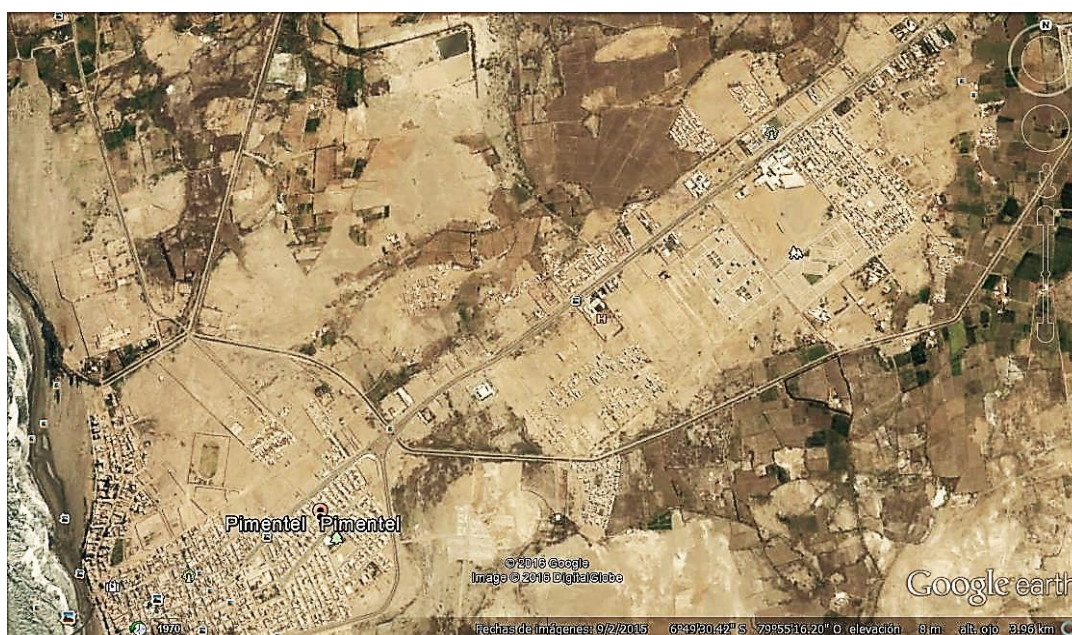 N
H
Pimentel Pimentel
© 2016 Google
Image © 2016 DigitalGlobe
Google earth
1970
Fechas de imágenes: 9/2/2015 6°49'30.42" S 79°55'16.20" O elevación 8 m alt. ojo 3.96 km